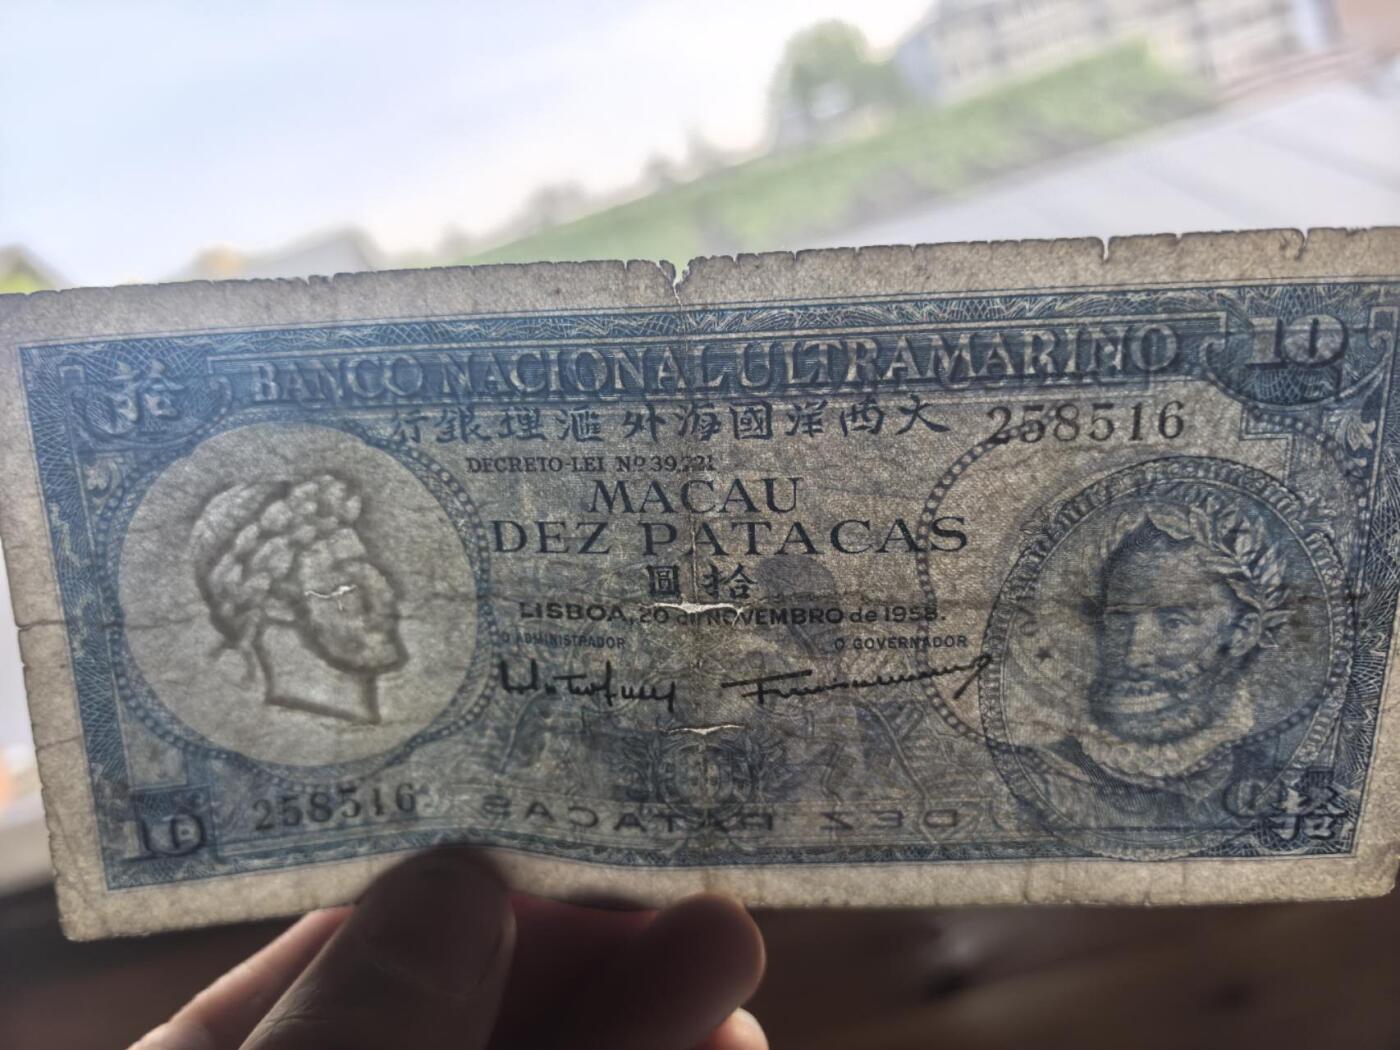 拾
BANCO NACIONAL ULTRAMARINO
10
行銀理滙外海國洋西大
258516
DECRETO-LEI Nº 39.221
MACAU
DEZ PATACAS
圓拾
LISBOA, 20 de NOVEMBRO de 1958.
O ADMINISTRADOR
O GOVERNADOR
10
258516
DEZ PATACAS
拾